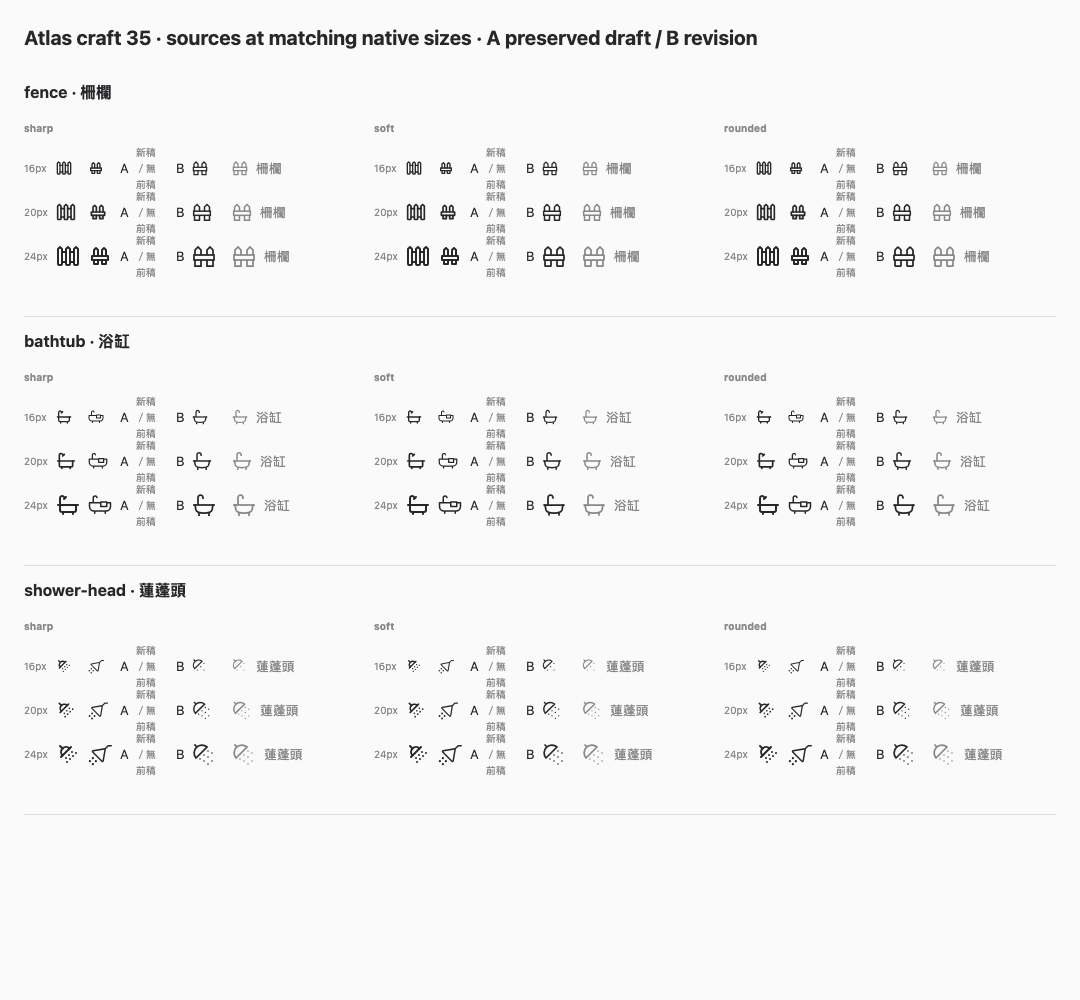 Atlas craft 35 · sources at matching native sizes · A preserved draft / B revision
fence · 柵欄
sharp
16px A 新稿 / 無前稿 B 柵欄
20px A 新稿 / 無前稿 B 柵欄
24px A 新稿 / 無前稿 B 柵欄
soft
16px A 新稿 / 無前稿 B 柵欄
20px A 新稿 / 無前稿 B 柵欄
24px A 新稿 / 無前稿 B 柵欄
rounded
16px A 新稿 / 無前稿 B 柵欄
20px A 新稿 / 無前稿 B 柵欄
24px A 新稿 / 無前稿 B 柵欄
bathtub · 浴缸
sharp
16px A 新稿 / 無前稿 B 浴缸
20px A 新稿 / 無前稿 B 浴缸
24px A 新稿 / 無前稿 B 浴缸
soft
16px A 新稿 / 無前稿 B 浴缸
20px A 新稿 / 無前稿 B 浴缸
24px A 新稿 / 無前稿 B 浴缸
rounded
16px A 新稿 / 無前稿 B 浴缸
20px A 新稿 / 無前稿 B 浴缸
24px A 新稿 / 無前稿 B 浴缸
shower-head · 蓮蓬頭
sharp
16px A 新稿 / 無前稿 B 蓮蓬頭
20px A 新稿 / 無前稿 B 蓮蓬頭
24px A 新稿 / 無前稿 B 蓮蓬頭
soft
16px A 新稿 / 無前稿 B 蓮蓬頭
20px A 新稿 / 無前稿 B 蓮蓬頭
24px A 新稿 / 無前稿 B 蓮蓬頭
rounded
16px A 新稿 / 無前稿 B 蓮蓬頭
20px A 新稿 / 無前稿 B 蓮蓬頭
24px A 新稿 / 無前稿 B 蓮蓬頭